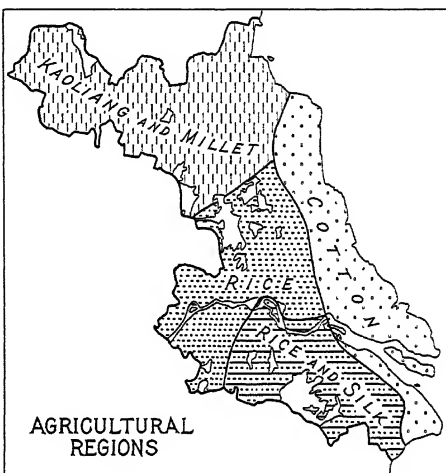 KAOLIANG AND MILLET
COTTON
RICE
RICE AND SILK
AGRICULTURAL
REGIONS